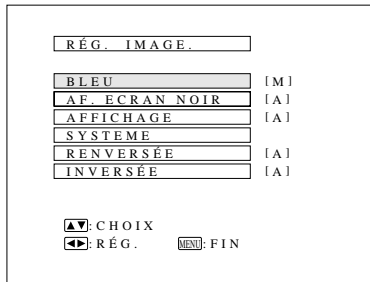 RÉG. IMAGE.
BLEU [M]
AF. ECRAN NOIR [A]
AFFICHAGE [A]
SYSTEME
RENVERSÉE [A]
INVERSÉE [A]
▲▼:CHOIX
◀▶:RÉG. MENU:FIN